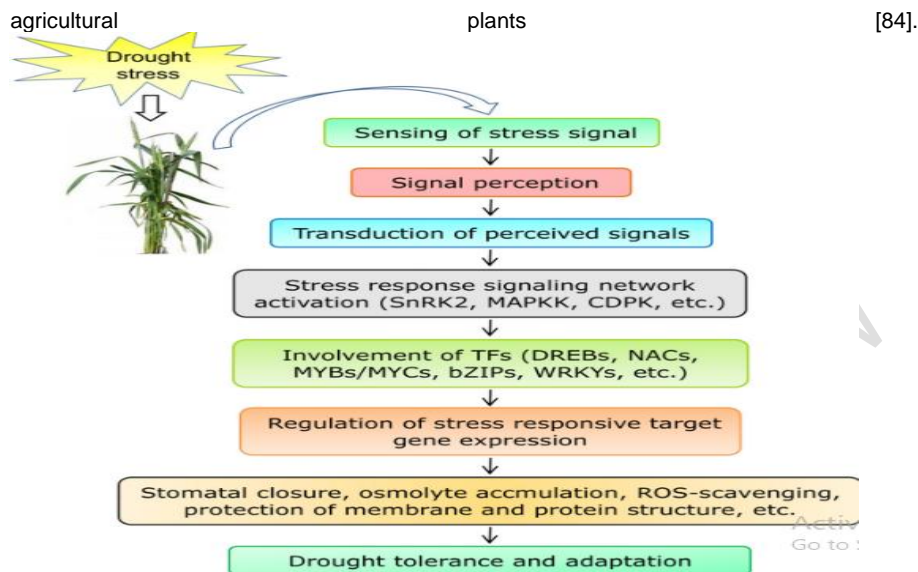 agricultural plants [84].
Drought
stress
Sensing of stress signal
Signal perception
Transduction of perceived signals
Stress response signaling network
activation (SnRK2, MAPKK, CDPK, etc.)
Involvement of TFs (DREBs, NACs,
MYBs/MYCs, bZIPs, WRKYs, etc.)
Regulation of stress responsive target
gene expression
Stomatal closure, osmolyte accmulation, ROS-scavenging,
protection of membrane and protein structure, etc.
Drought tolerance and adaptation
Go to